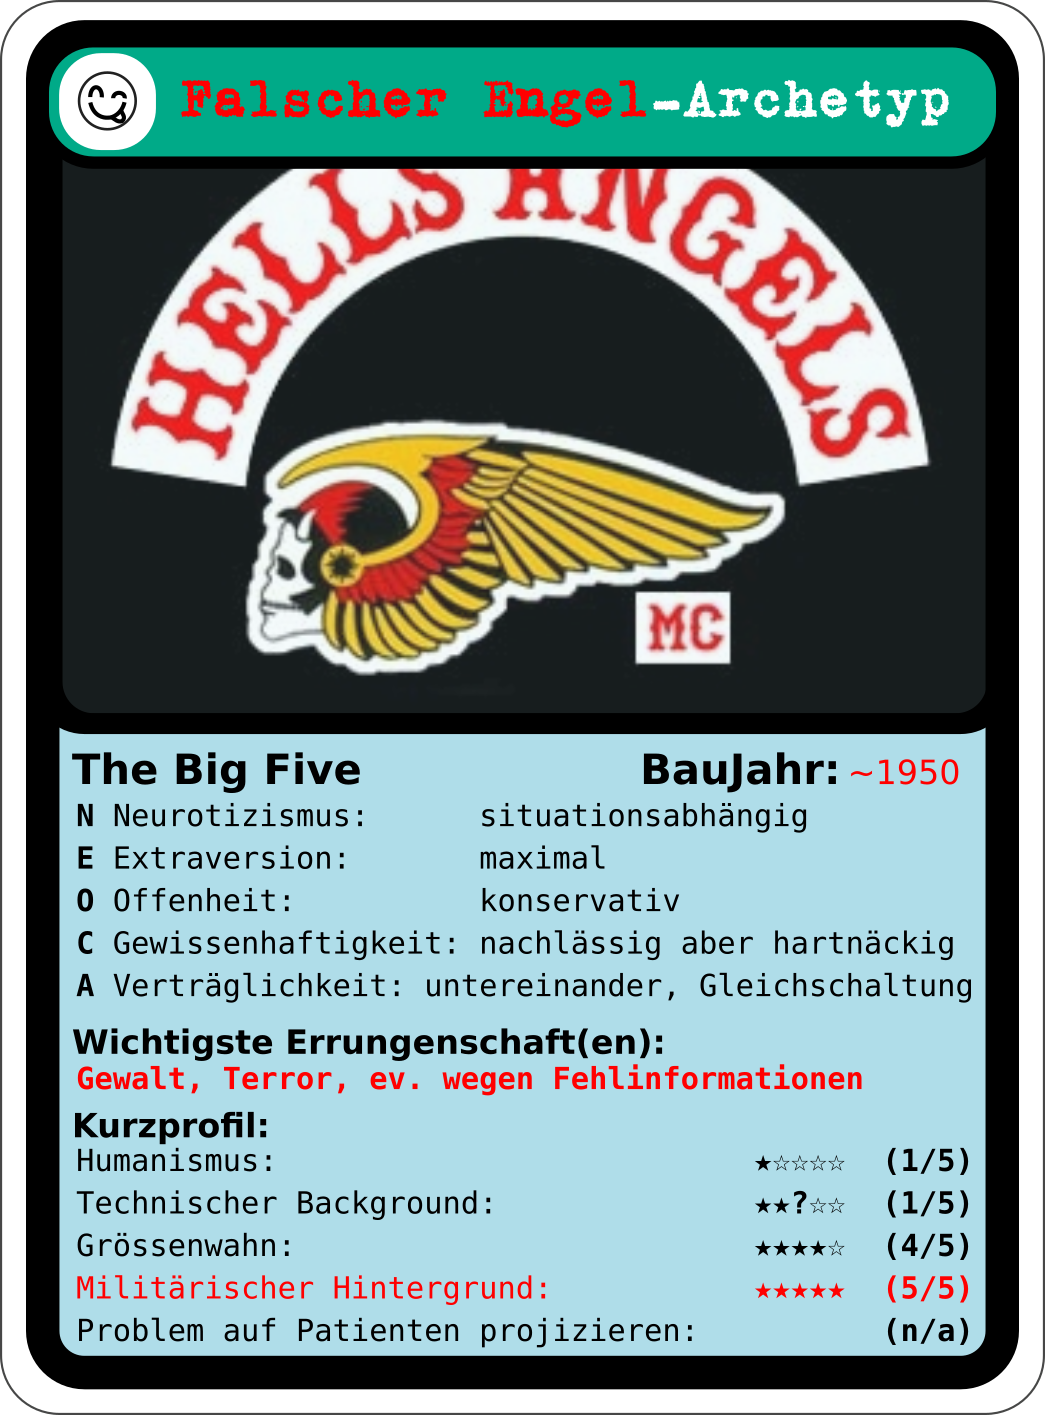 Falscher Engel-Archetyp
HELLS ANGELS
MC
The Big Five BauJahr: ~1950
N Neurotizismus: situationsabhängig
E Extraversion: maximal
O Offenheit: konservativ
C Gewissenhaftigkeit: nachlässig aber hartnäckig
A Verträglichkeit: untereinander, Gleichschaltung
Wichtigste Errungenschaft(en):
Gewalt, Terror, ev. wegen Fehlinformationen
Kurzprofil:
Humanismus: ★☆☆☆☆ (1/5)
Technischer Background: ★★?☆☆ (1/5)
Grössenwahn: ★★★★☆ (4/5)
Militärischer Hintergrund: ★★★★★ (5/5)
Problem auf Patienten projizieren: (n/a)